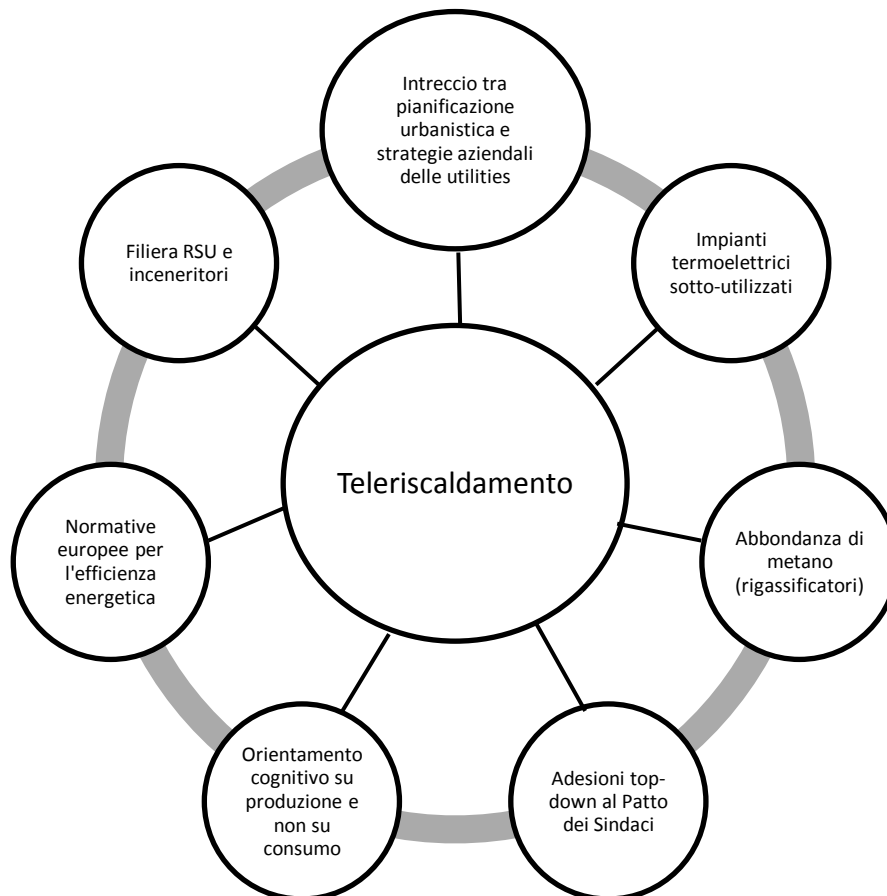 Intreccio tra
pianificazione
urbanistica e
strategie aziendali
delle utilities
Impianti
termoelettrici
sotto-utilizzati
Abbondanza di
metano
(rigassificatori)
Adesioni top-
down al Patto
dei Sindaci
Orientamento
cognitivo su
produzione e
non su
consumo
Normative
europee per
l'efficienza
energetica
Filiera RSU e
inceneritori
Teleriscaldamento